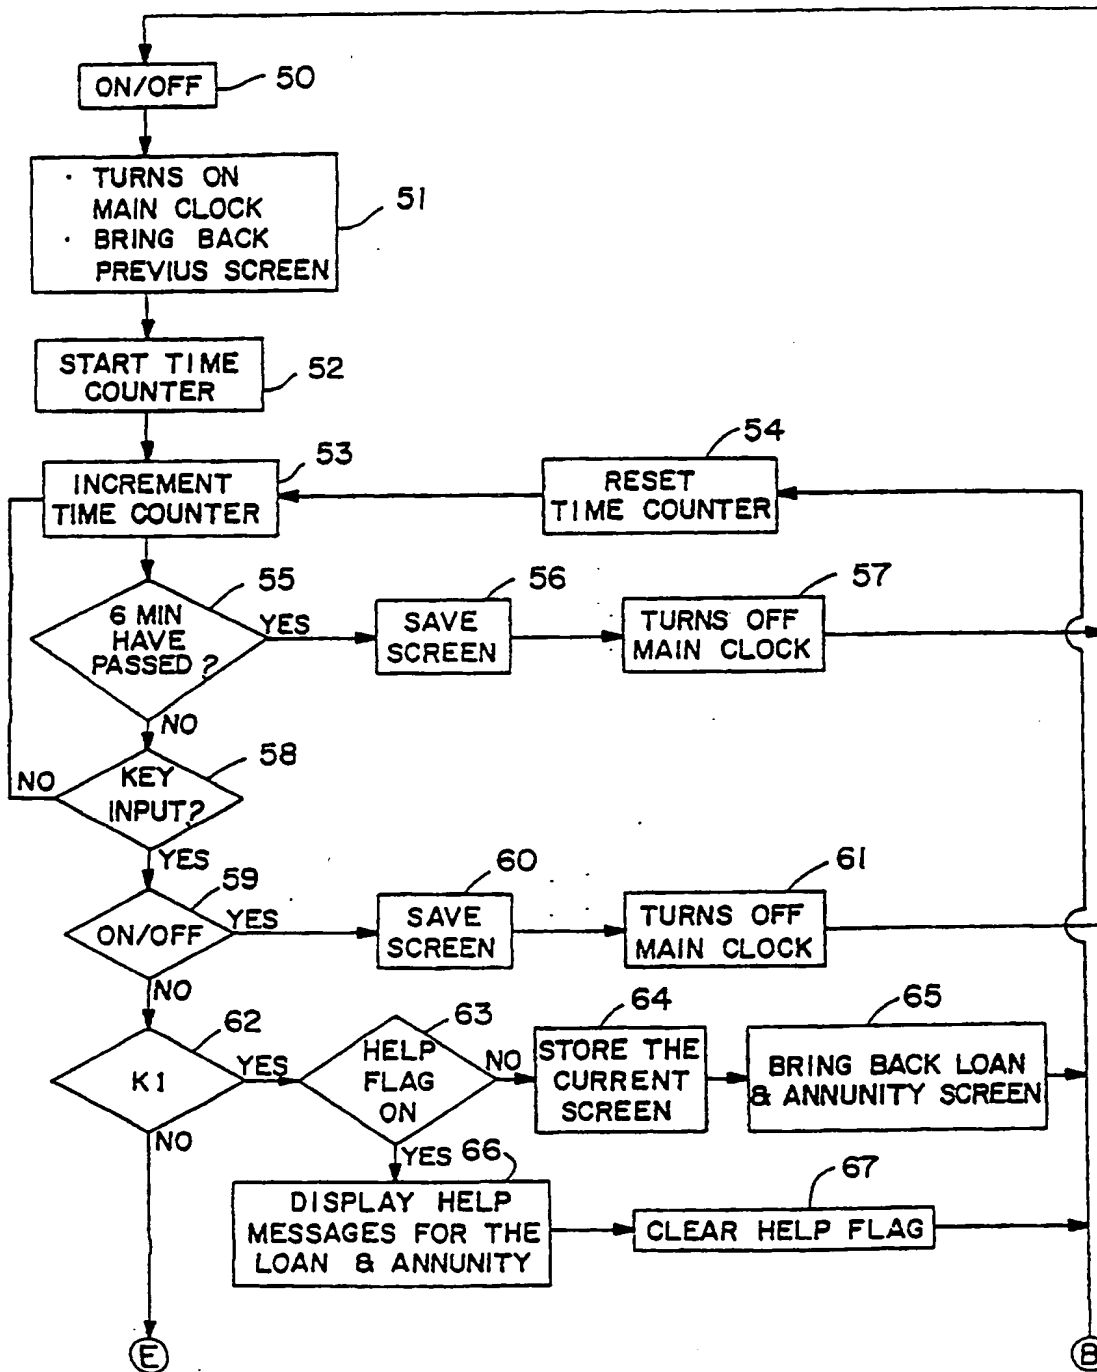 ON/OFF
50
· TURNS ON
MAIN CLOCK
· BRING BACK
PREVIUS SCREEN
51
START TIME
COUNTER
52
INCREMENT
TIME COUNTER
53
RESET
TIME COUNTER
54
6 MIN
HAVE
PASSED?
55
YES
NO
SAVE
SCREEN
56
TURNS OFF
MAIN CLOCK
57
KEY
INPUT?
58
NO
YES
ON/OFF
59
YES
NO
SAVE
SCREEN
60
TURNS OFF
MAIN CLOCK
61
K1
62
YES
NO
HELP
FLAG
ON
63
NO
YES
STORE THE
CURRENT
SCREEN
64
BRING BACK LOAN
& ANNUNITY SCREEN
65
DISPLAY HELP
MESSAGES FOR THE
LOAN & ANNUNITY
66
CLEAR HELP FLAG
67
E
B